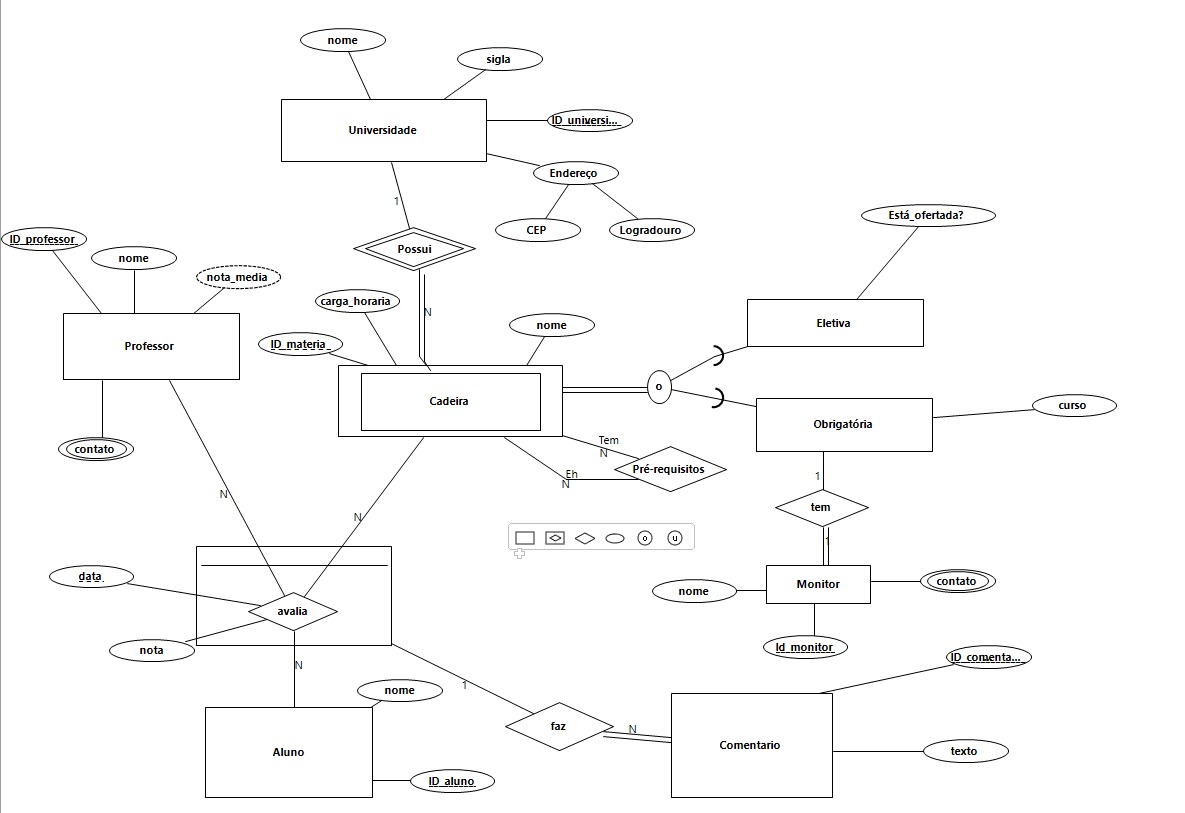 nome
sigla
Universidade
ID_universi...
Endereço
1
CEP
Logradouro
Está_ofertada?
ID_professor
nome
nota_media
Possui
carga_horaria
N
nome
Eletiva
ID_materia
Professor
Cadeira
o
curso
Obrigatória
contato
Tem
N
Pré-requisitos
Eh
N
1
N
N
tem
o
u
1
data
Monitor
contato
nome
avalia
nota
Id_monitor
N
ID_comenta...
1
nome
faz
N
Comentario
Aluno
texto
ID_aluno